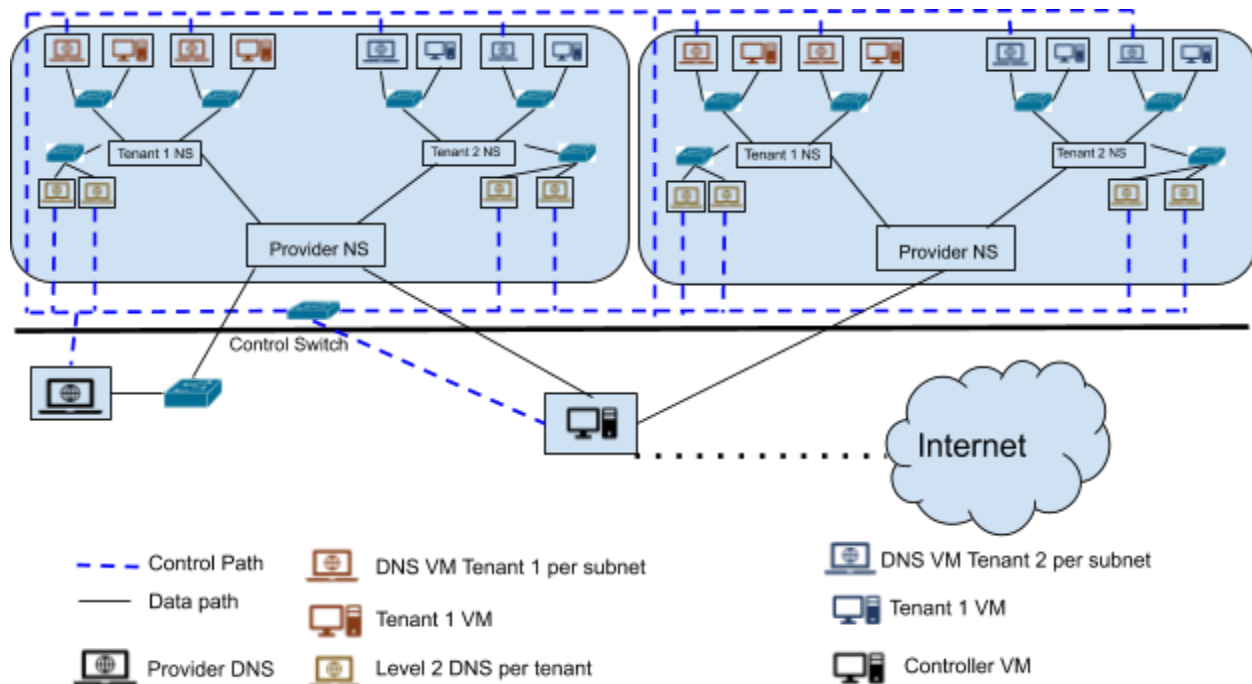 Tenant 1 NS
Tenant 2 NS
Tenant 1 NS
Tenant 2 NS
Provider NS
Provider NS
Control Switch
Internet
Control Path
DNS VM Tenant 1 per subnet
DNS VM Tenant 2 per subnet
Data path
Tenant 1 VM
Tenant 1 VM
Provider DNS
Level 2 DNS per tenant
Controller VM